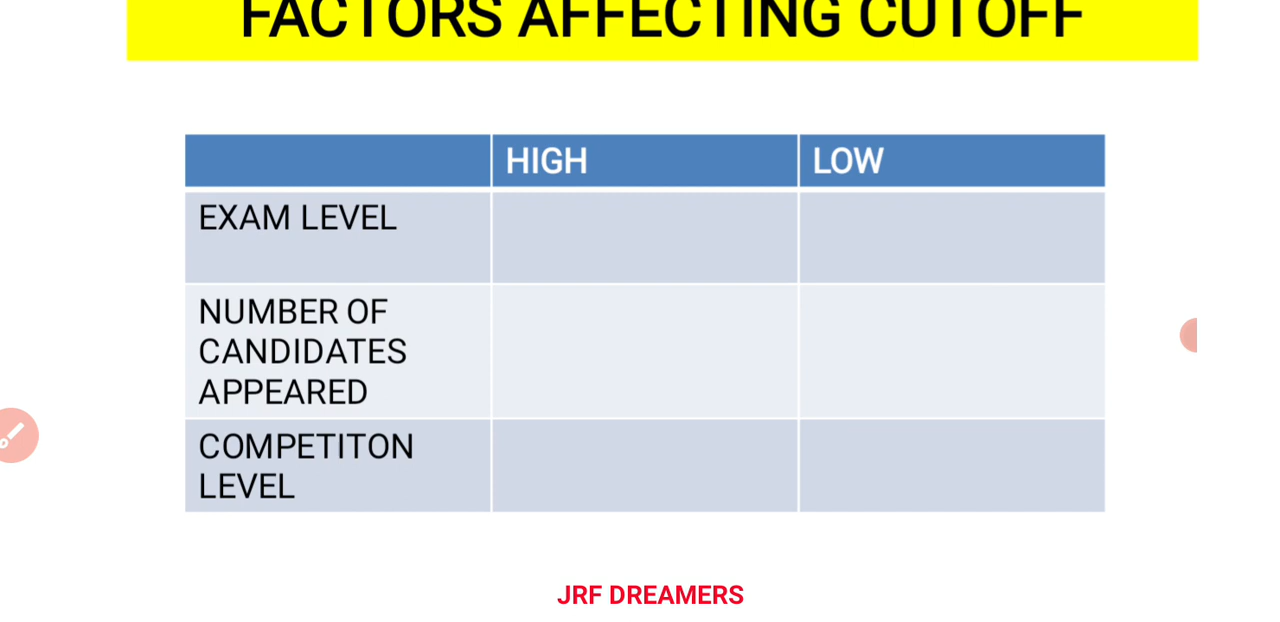 FACTORS AFFECTING CUTOFF
HIGH LOW
EXAM LEVEL
NUMBER OF
CANDIDATES
APPEARED
COMPETITON
LEVEL
JRF DREAMERS